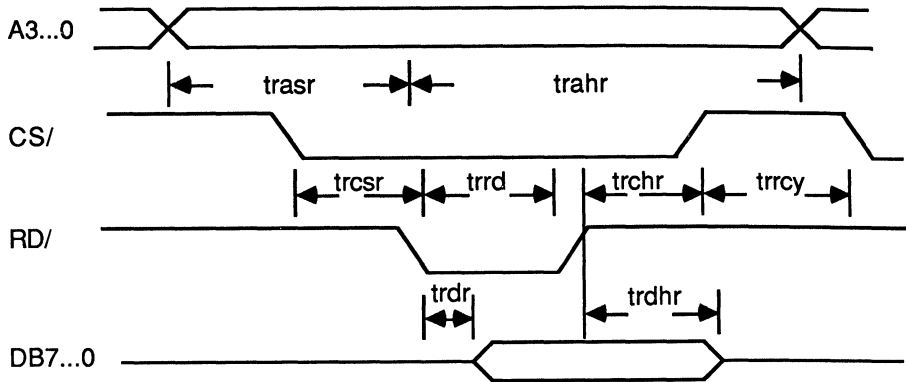 A3...0
trasr trahr
CS/
trcsr trrd trchr trrcy
RD/
trdr trdhr
DB7...0